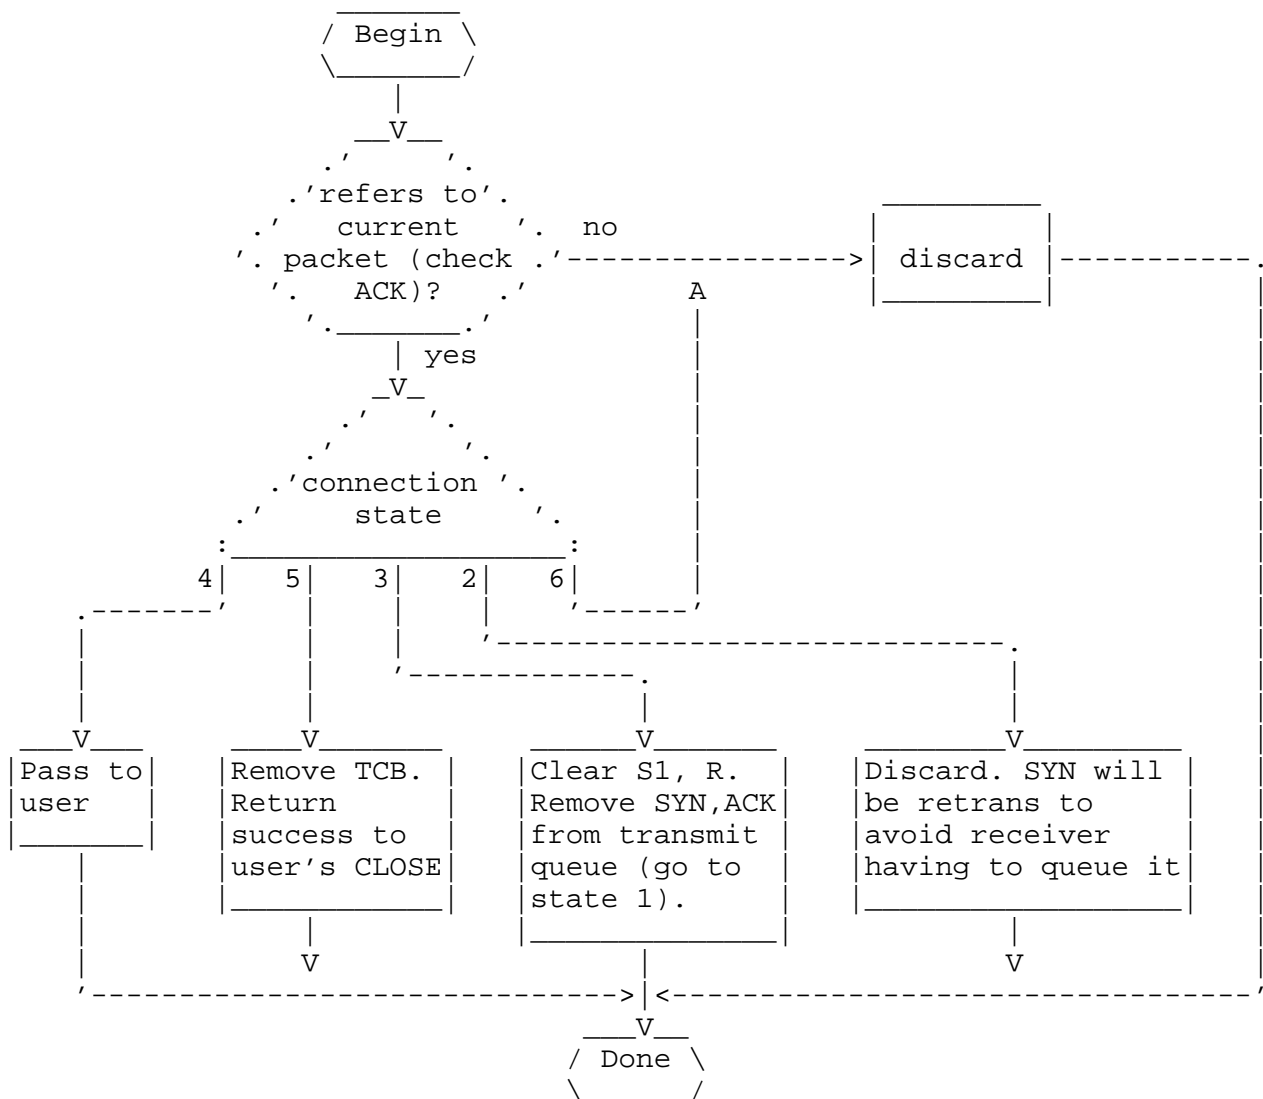 Begin
refers to
current
packet (check
ACK)?
no
discard
A
yes
V
connection
state
4 5 3 2 6
Pass to
user
Remove TCB.
Return
success to
user's CLOSE
Clear S1, R.
Remove SYN,ACK
from transmit
queue (go to
state 1).
Discard. SYN will
be retrans to
avoid receiver
having to queue it
Done